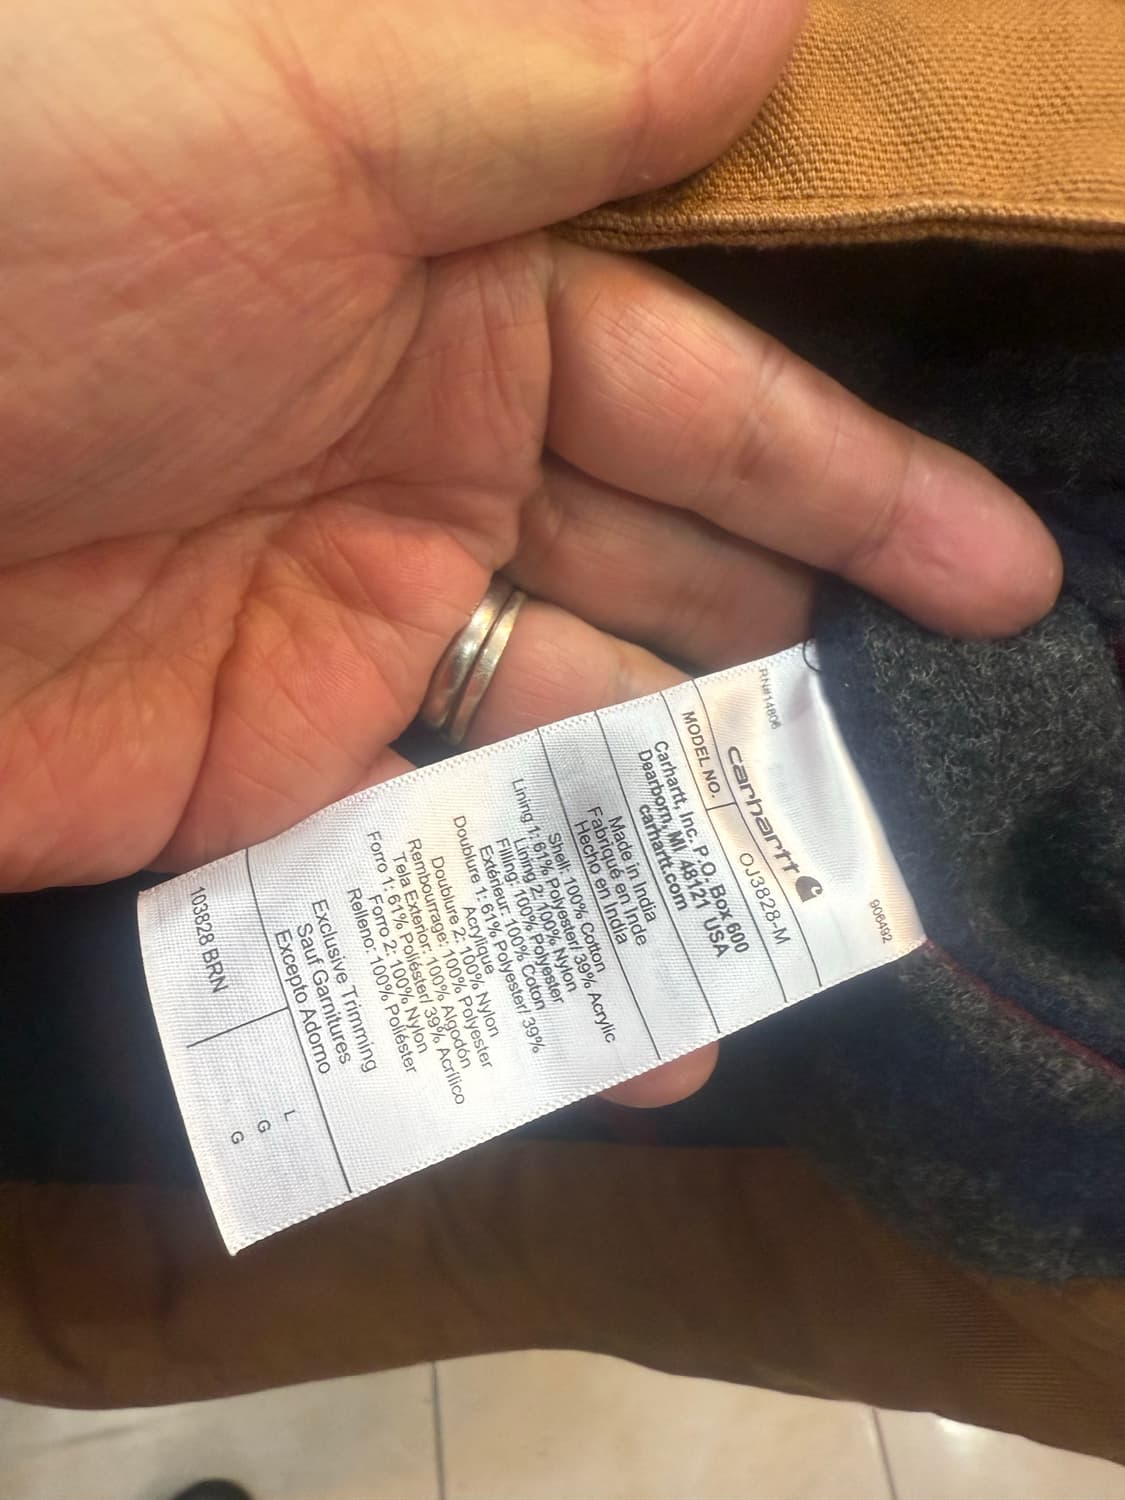 RN#14806
906492
carhartt
MODEL NO.
OJ3828-M
Carhartt, Inc. P.O. Box 600
Dearborn, MI 48121 USA
carhartt.com
Made in India
Fabriqué en Inde
Hecho en India
Shell: 100% Cotton
Lining 1: 61% Polyester/ 39% Acrylic
Lining 2: 100% Nylon
Filling: 100% Polyester
Extérieur: 100% Coton
Doublure 1: 61% Polyester/ 39%
Acrylique
Doublure 2: 100% Nylon
Rembourrage: 100% Polyester
Tela Exterior: 100% Algodón
Forro 1: 61% Poliéster/ 39% Acrílico
Forro 2: 100% Nylon
Relleno: 100% Poliéster
Exclusive Trimming
Sauf Garnitures
Excepto Adorno
103828 BRN
L
G
G